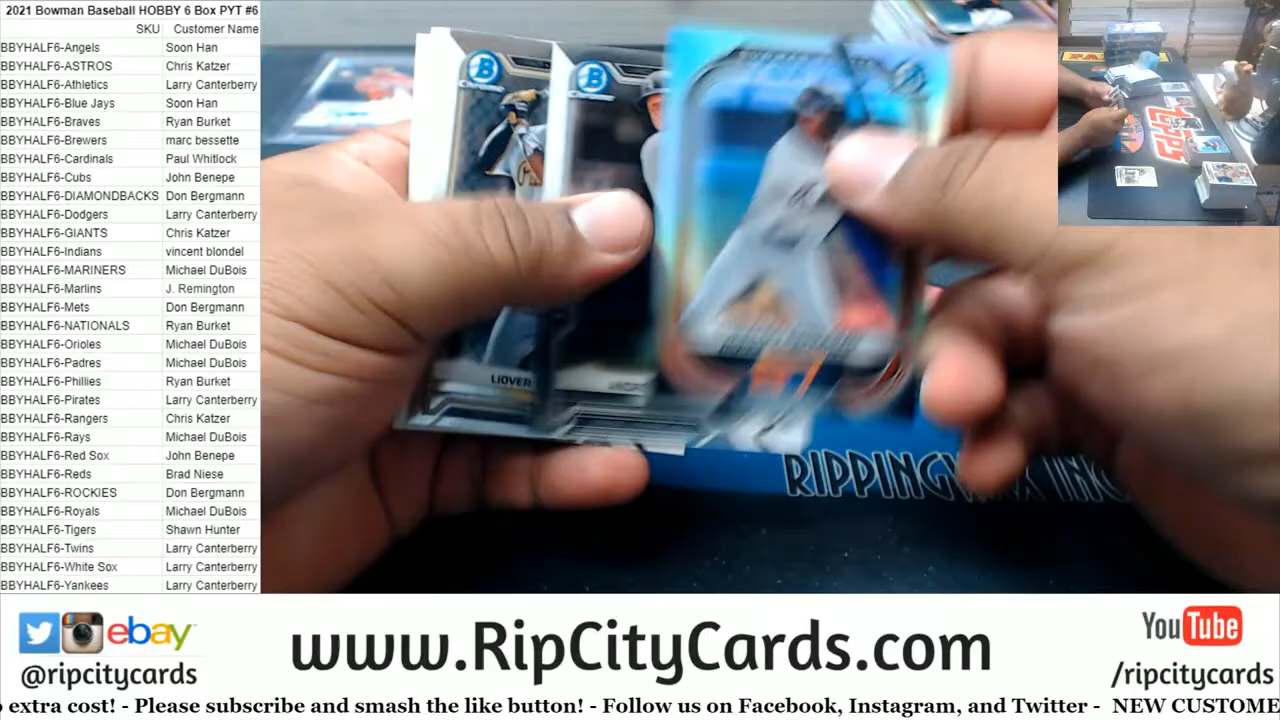 2021 Bowman Baseball HOBBY 6 Box PYT #6
SKU Customer Name
BBYHALF6-Angels Soon Han
BBYHALF6-ASTROS Chris Katzer
BBYHALF6-Athletics Larry Canterberry
BBYHALF6-Blue Jays Soon Han
BBYHALF6-Braves Ryan Burket
BBYHALF6-Brewers marc bessette
BBYHALF6-Cardinals Paul Whitlock
BBYHALF6-Cubs John Benepe
BBYHALF6-DIAMONDBACKS Don Bergmann
BBYHALF6-Dodgers Larry Canterberry
BBYHALF6-GIANTS Chris Katzer
BBYHALF6-Indians vincent blondel
BBYHALF6-MARINERS Michael DuBois
BBYHALF6-Marlins J. Remington
BBYHALF6-Mets Don Bergmann
BBYHALF6-NATIONALS Ryan Burket
BBYHALF6-Orioles Michael DuBois
BBYHALF6-Padres Michael DuBois
BBYHALF6-Phillies Ryan Burket
BBYHALF6-Pirates Larry Canterberry
BBYHALF6-Rangers Chris Katzer
BBYHALF6-Rays Michael DuBois
BBYHALF6-Red Sox John Benepe
BBYHALF6-Reds Brad Niese
BBYHALF6-ROCKIES Don Bergmann
BBYHALF6-Royals Michael DuBois
BBYHALF6-Tigers Shawn Hunter
BBYHALF6-Twins Larry Canterberry
BBYHALF6-White Sox Larry Canterberry
BBYHALF6-Yankees Larry Canterberry
B
Chrome
B
Chrome
LIOVER
RIPPINGWAX INC
TOPPS
ebay
@ripcitycards
www.RipCityCards.com
YouTube
/ripcitycards
extra cost! - Please subscribe and smash the like button! - Follow us on Facebook, Instagram, and Twitter - NEW CUSTOME